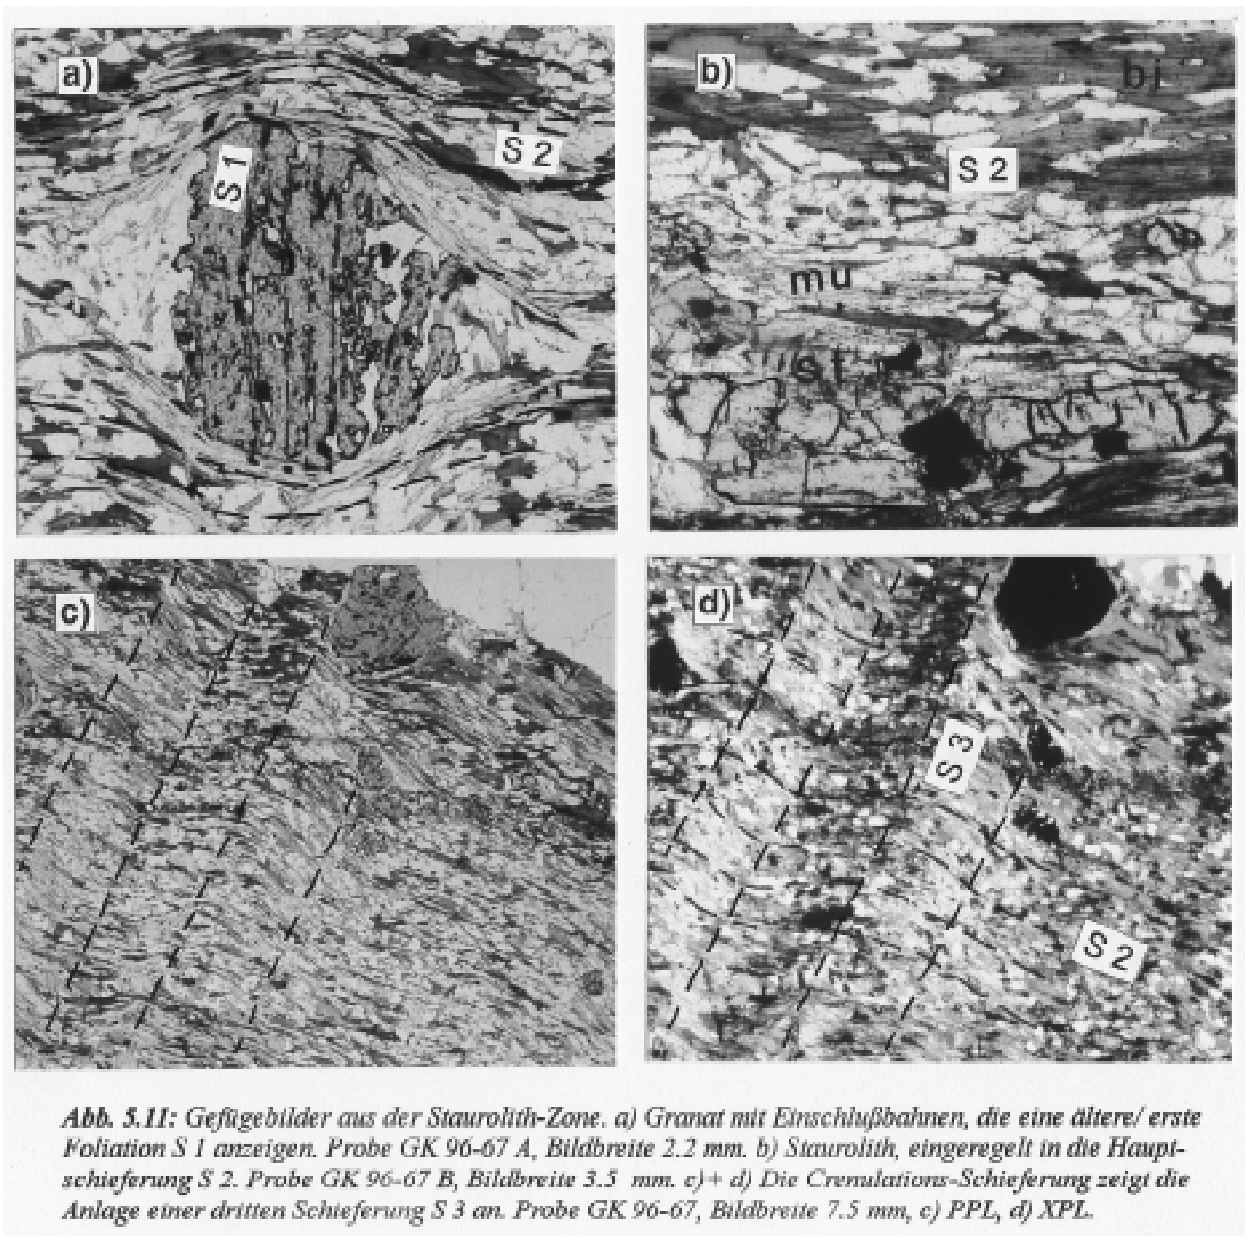 a)
S 1
S 2
b)
bi
S 2
mu
st
c)
d)
S 3
S 2
Abb. 5.11: Gefügebilder aus der Staurolith-Zone. a) Granat mit Einschlußbahnen, die eine ältere/ erste
Foliation S 1 anzeigen. Probe GK 96-67 A, Bildbreite 2.2 mm. b) Staurolith, eingeregelt in die Haupt-
schieferung S 2. Probe GK 96-67 B, Bildbreite 3.5 mm. c)+ d) Die Crenulations-Schieferung zeigt die
Anlage einer dritten Schieferung S 3 an. Probe GK 96-67, Bildbreite 7.5 mm, c) PPL, d) XPL.